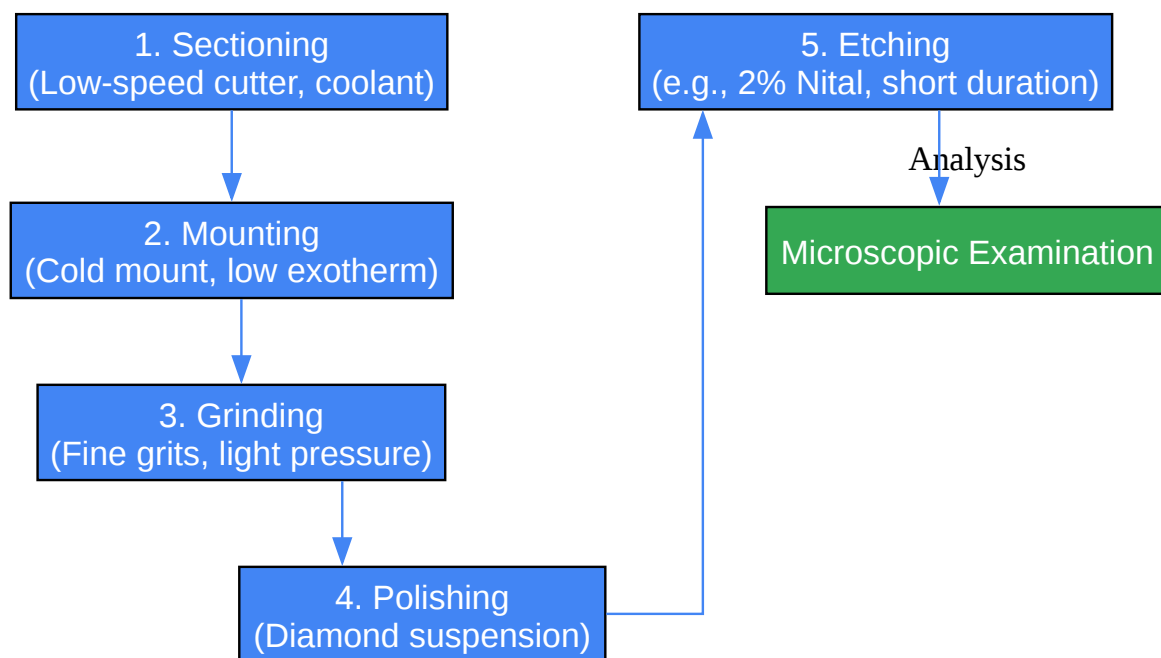 1. Sectioning
(Low-speed cutter, coolant)
2. Mounting
(Cold mount, low exotherm)
3. Grinding
(Fine grits, light pressure)
4. Polishing
(Diamond suspension)
5. Etching
(e.g., 2% Nital, short duration)
Analysis
Microscopic Examination